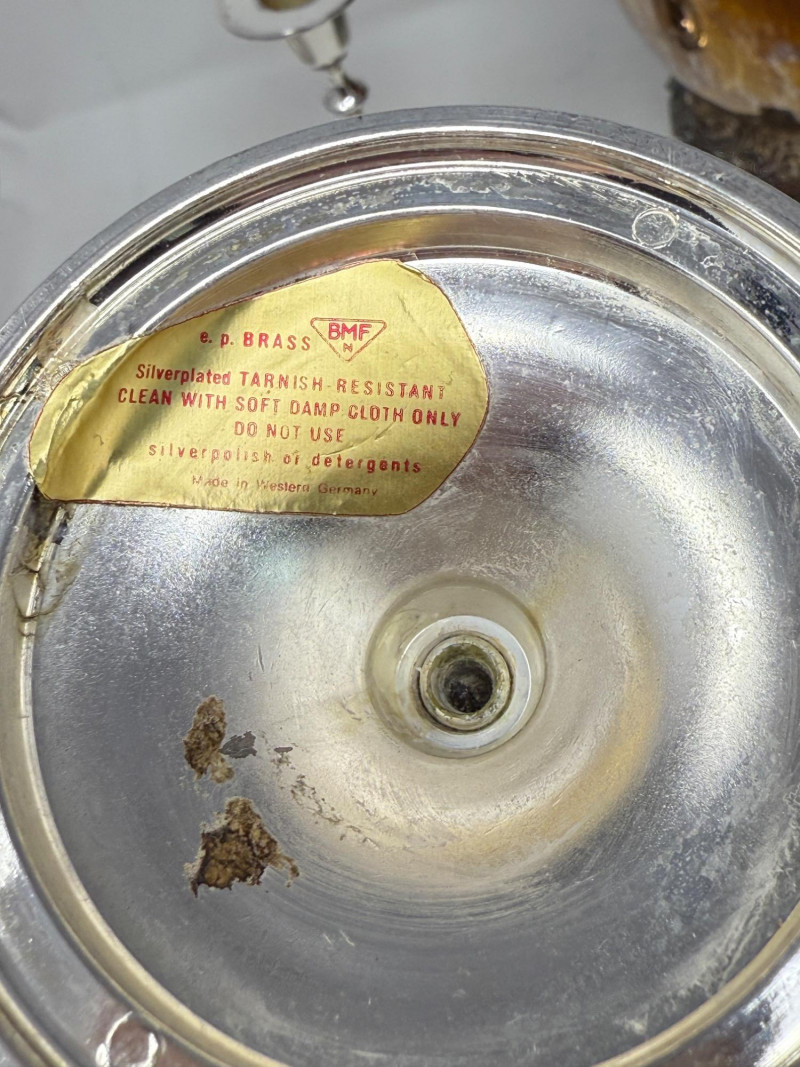 e. p. BRASS BMF
N
Silverplated TARNISH-RESISTANT
CLEAN WITH SOFT DAMP CLOTH ONLY
DO NOT USE
silverpolish or detergents
Made in Western Germany